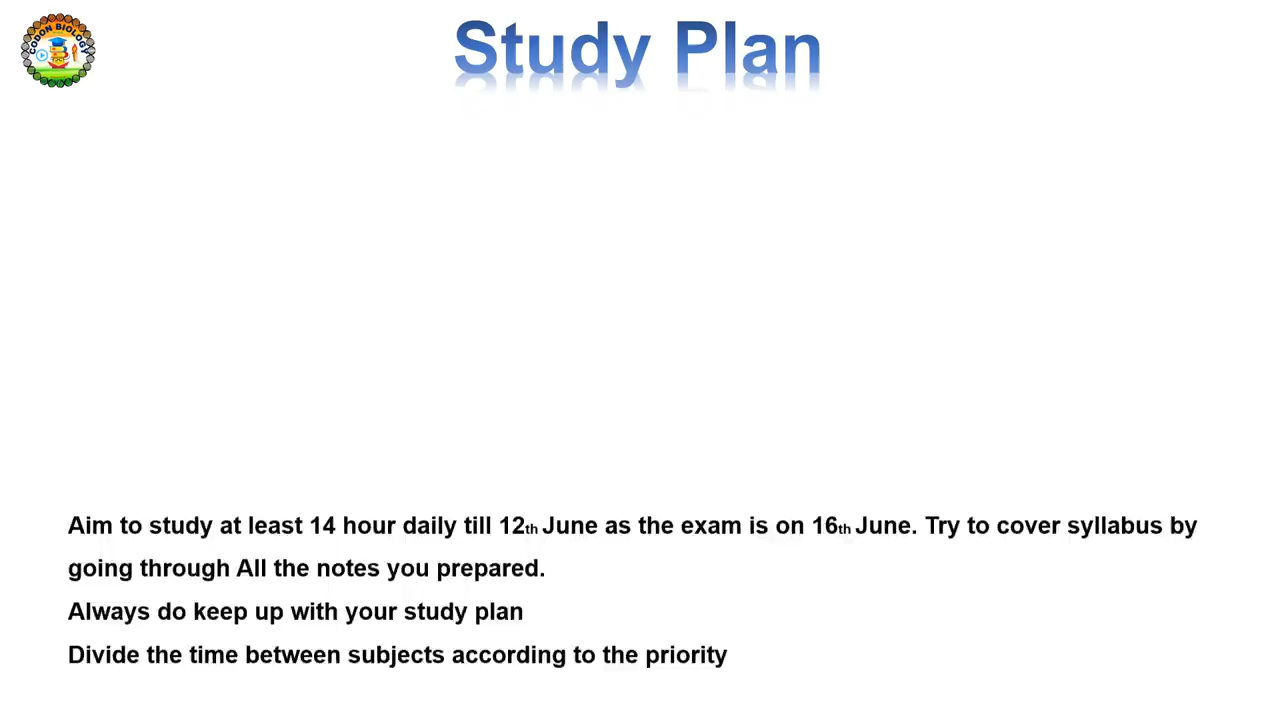 CODON BIOLOGY
Study Plan
Aim to study at least 14 hour daily till 12th June as the exam is on 16th June. Try to cover syllabus by
going through All the notes you prepared.
Always do keep up with your study plan
Divide the time between subjects according to the priority